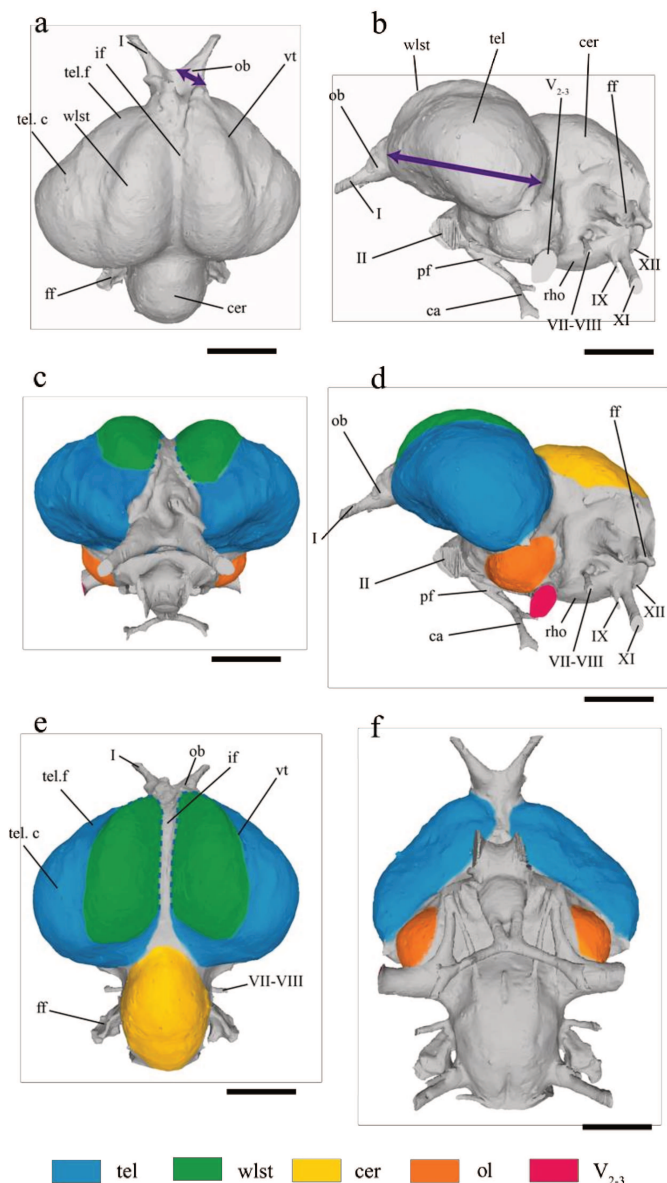 a
I
if
ob
tel.f
vt
tel. c
wlst
ff
cer
b
wlst
tel
cer
V2-3
ff
ob
I
II
pf
ca
rho
VII-VIII
IX
XI
XII
c
d
ob
ff
I
II
pf
ca
rho
VII-VIII
IX
XI
XII
e
I
ob
if
tel.f
vt
tel. c
VII-VIII
ff
f
tel wlst cer ol V2-3